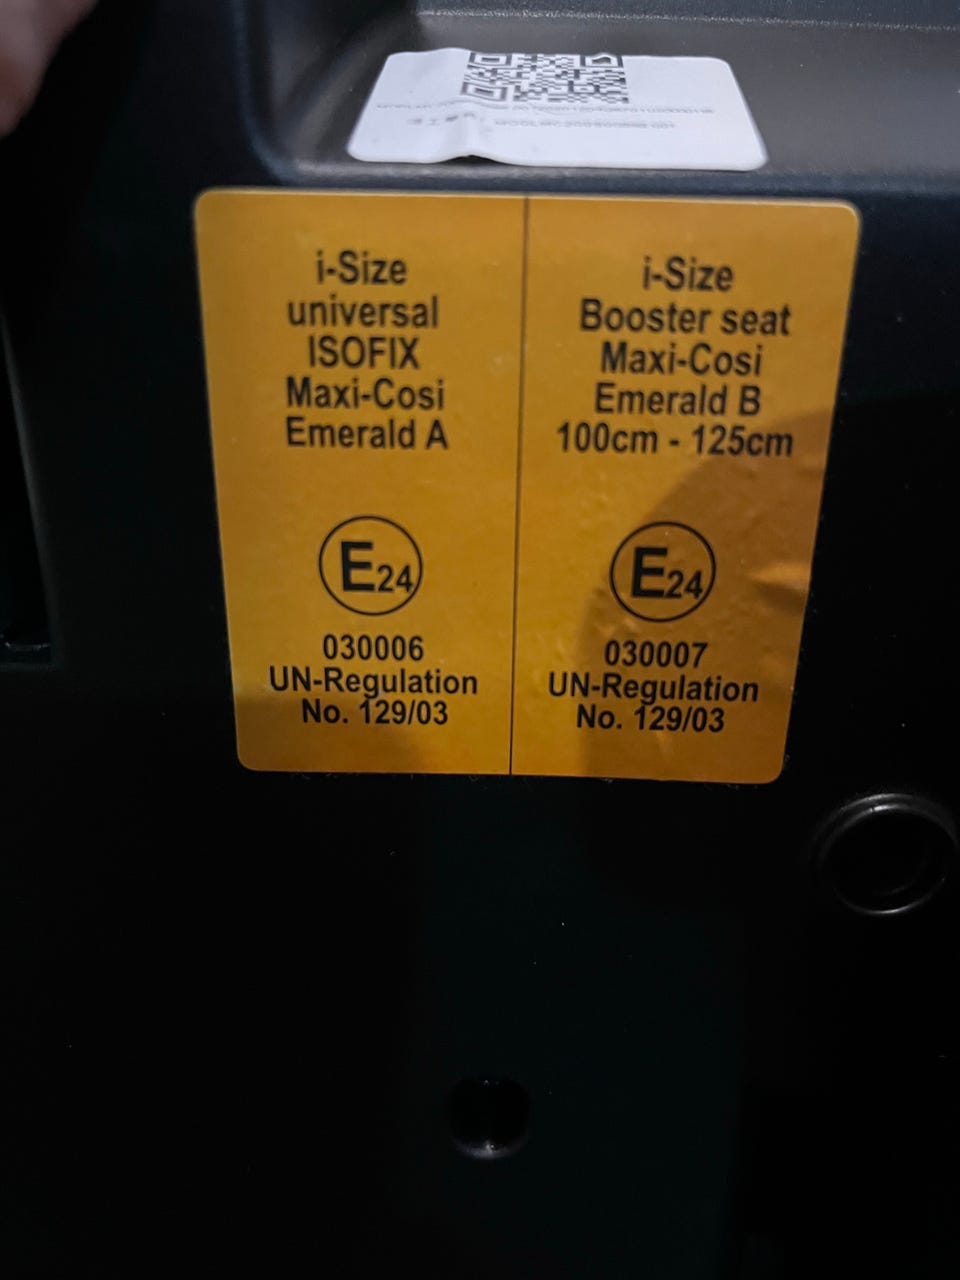 i-Size
universal
ISOFIX
Maxi-Cosi
Emerald A
E24
030006
UN-Regulation
No. 129/03
i-Size
Booster seat
Maxi-Cosi
Emerald B
100cm - 125cm
E24
030007
UN-Regulation
No. 129/03